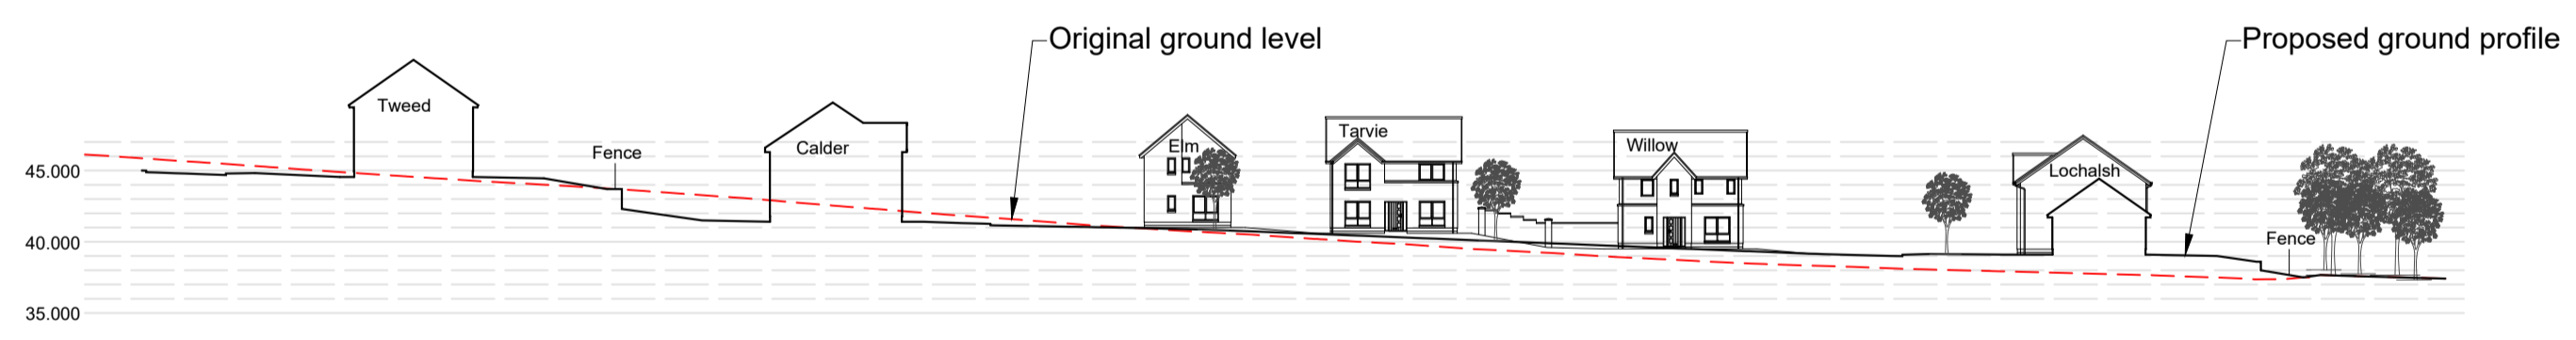 Original ground level
Proposed ground profile
Tweed
Fence
Calder
Elm
Tarvie
Willow
Lochalsh
Fence
45.000
40.000
35.000